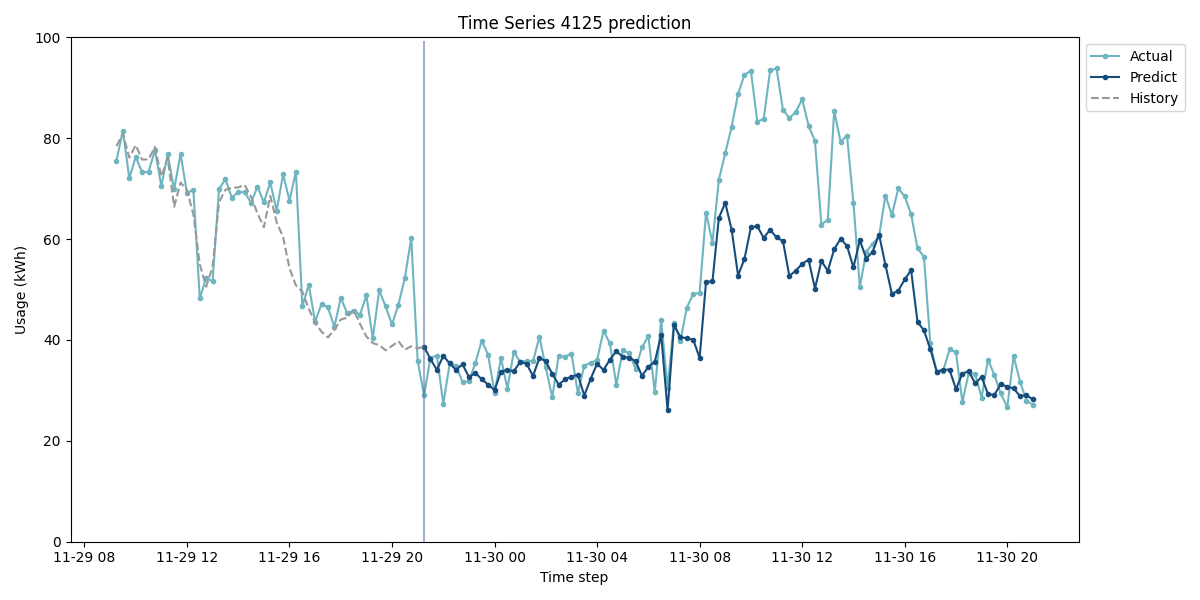 Time Series 4125 prediction
100
80
60
40
20
0
Usage (kWh)
11-29 08
11-29 12
11-29 16
11-29 20
11-30 00
11-30 04
11-30 08
11-30 12
11-30 16
11-30 20
Time step
Actual
Predict
History